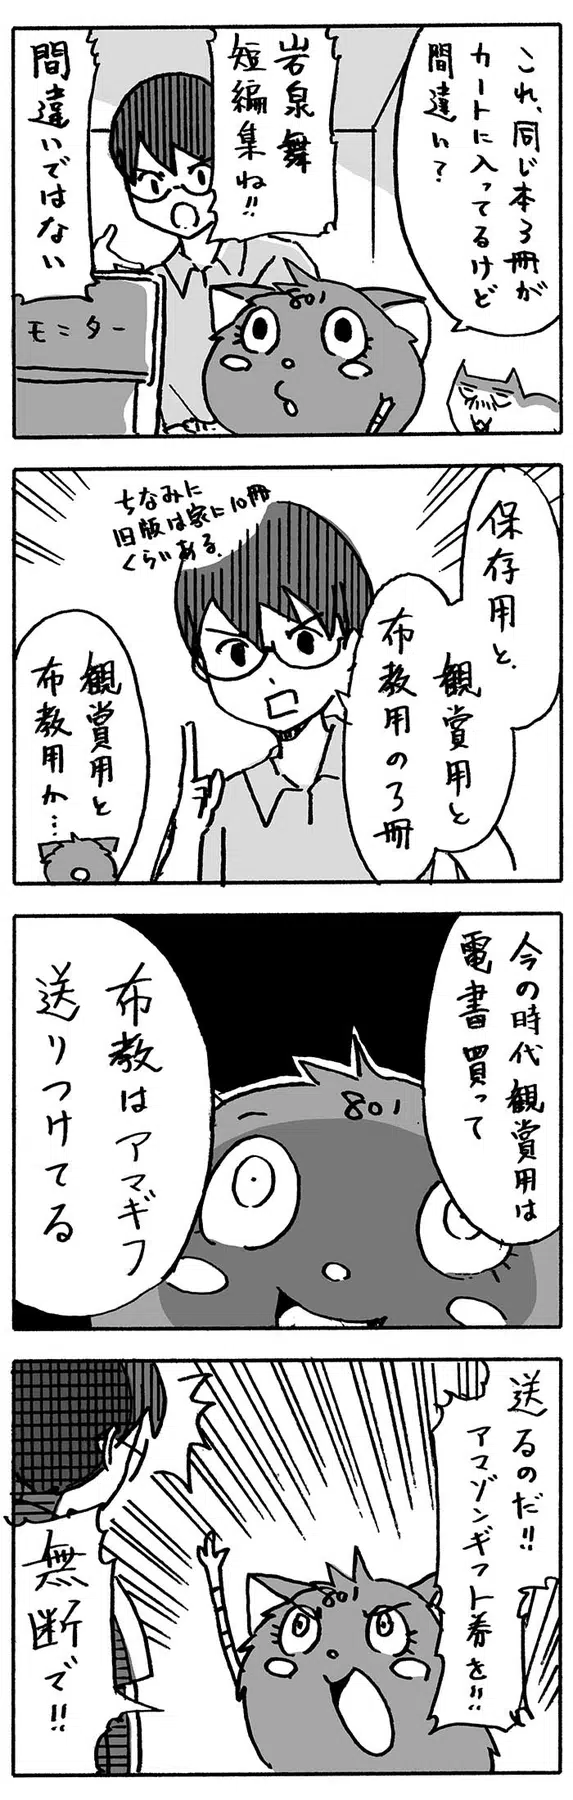 これ、同じ本3冊が
カートに入ってるけど
間違い？
岩泉舞
短編集ね!!
間違いではない
モニター
801
保存用と、
観賞用と
布教用の3冊
ちなみに
旧版は家に10冊
くらいある。
観賞用と
布教用か…
今の時代観賞用は
電書買って
801
布教はアマギフ
送りつけてる
送るのだ!!
アマゾンギフト券を!!
801
無断で!!